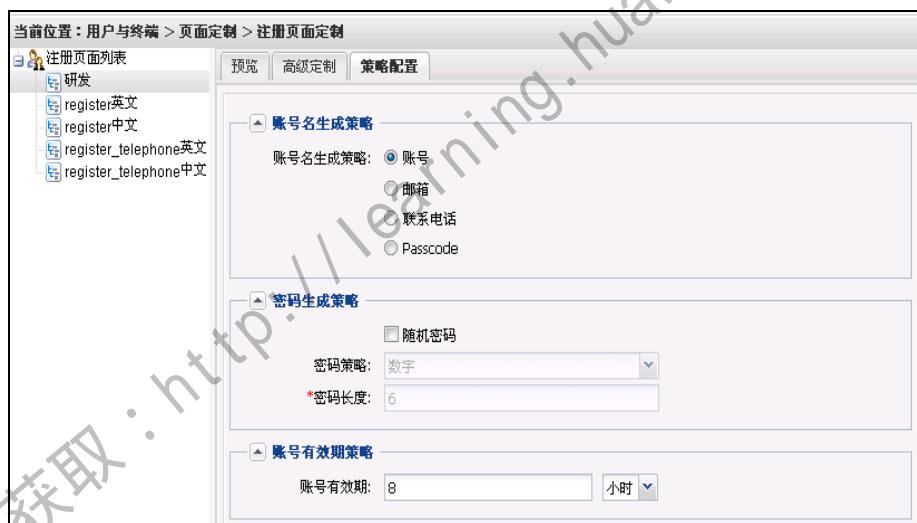 当前位置：用户与终端 > 页面定制 > 注册页面定制
注册页面列表
研发
register英文
register中文
register_telephone英文
register_telephone中文
预览
高级定制
策略配置
账号名生成策略
账号名生成策略:
账号
邮箱
联系电话
Passcode
密码生成策略
随机密码
密码策略:
数字
*密码长度:
6
账号有效期策略
账号有效期:
8
小时
获取：http://learning.hua